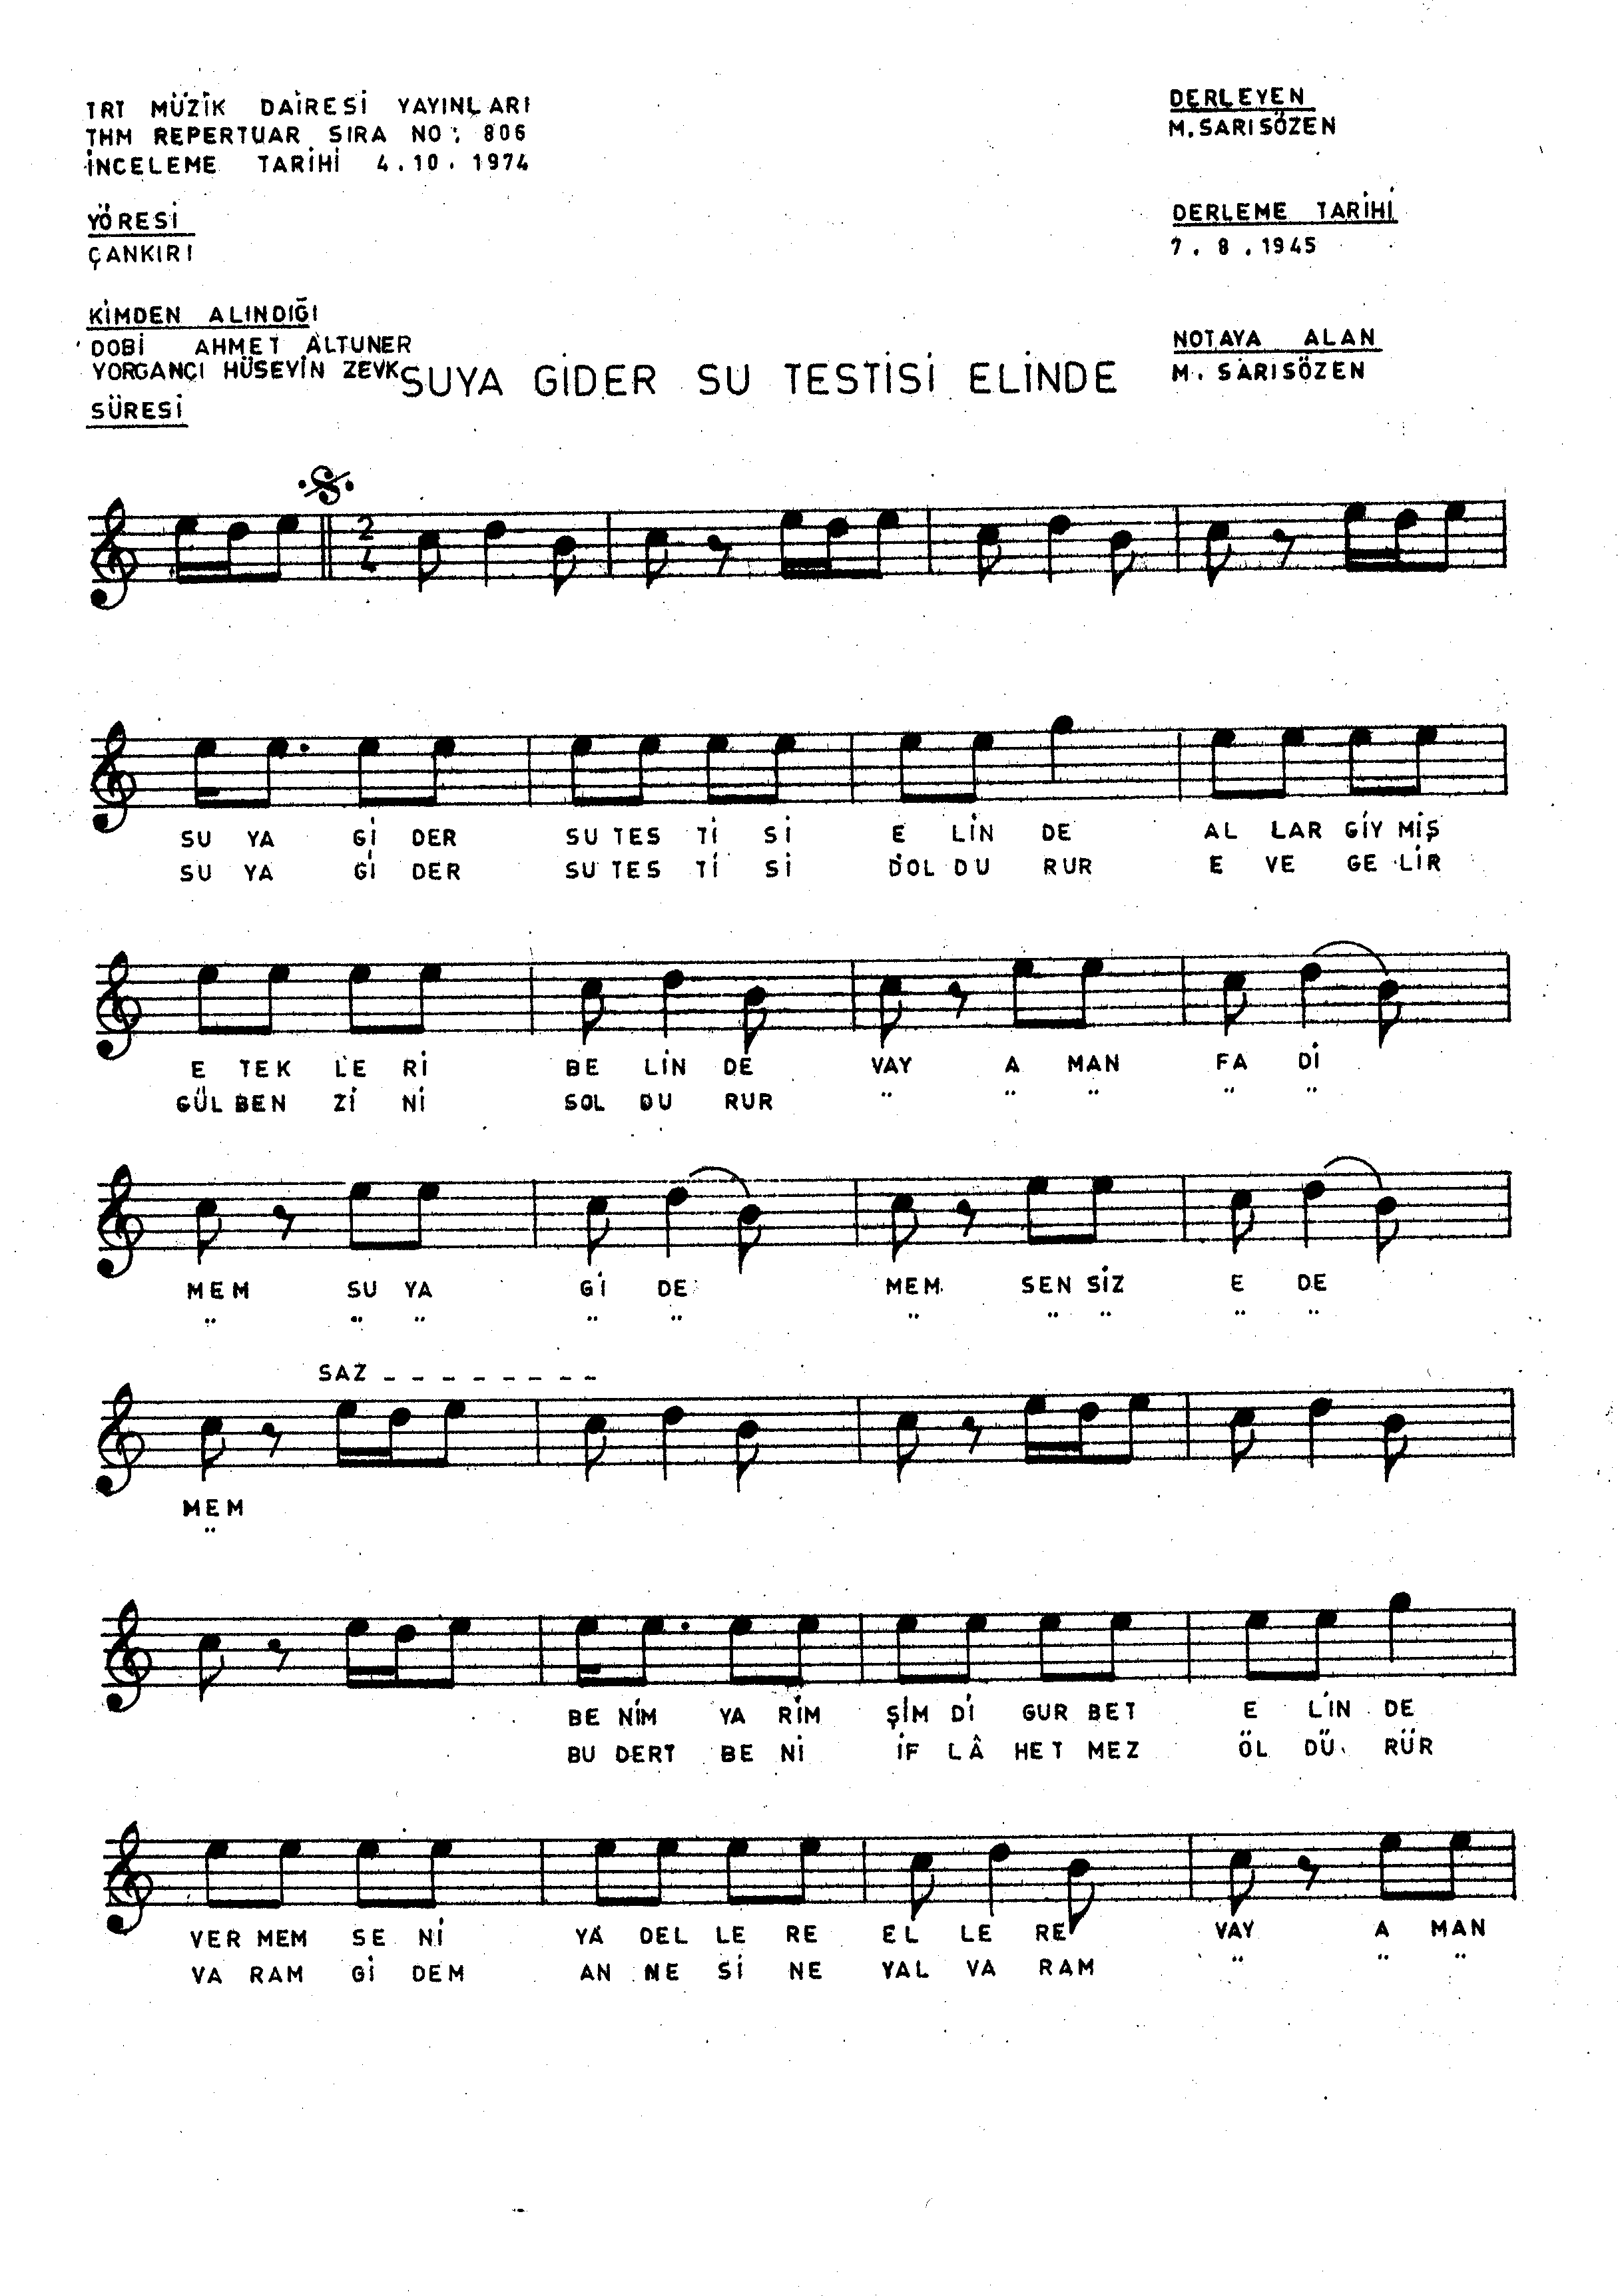 TRT MÜZİK DAİRESİ YAYINLARI
THM REPERTUAR SIRA NO: 806
İNCELEME TARİHİ 4.10.1974
DERLEYEN
M.SARISÖZEN
YÖRESİ
ÇANKIRI
DERLEME TARİHİ
7.8.1945
KİMDEN ALINDIĞI
DOBİ AHMET ALTUNER
YORGANCI HÜSEYİN ZEVK
NOTAYA ALAN
M. SARISÖZEN
SUYA GİDER SU TESTİSİ ELİNDE
SÜRESİ
2
4
SU YA Gİ DER SU TES Tİ Sİ E LİN DE AL LAR GİY MİŞ
SU YA Gİ DER SU TES Tİ Sİ DOL DU RUR E VE GE LİR
E TEK LE Rİ BE LİN DE VAY A MAN FA Dİ
GÜL BEN Zİ Nİ SOL DU RUR " " " " "
MEM SU YA Gİ DE MEM SEN SİZ E DE
" " " " " " " " " "
SAZ _ _ _ _ _ _ _ _
MEM
"
BE NİM YA RİM ŞİM Dİ GUR BET E LİN DE
BU DERT BE Nİ İF LÂ HET MEZ ÖL DÜ RÜR
VER MEM SE Nİ YA DEL LE RE EL LE RE VAY A MAN
VA RAM Gİ DEM AN NE Sİ NE YAL VA RAM " " "